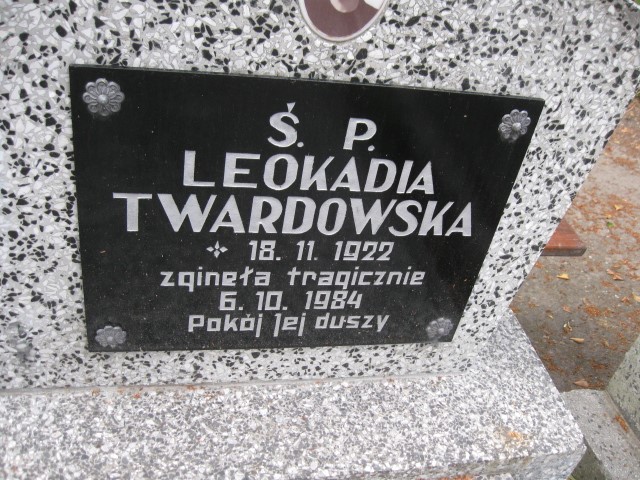 Ś. P.
LEOKADIA
TWARDOWSKA
18. 11. 1922
zginęła tragicznie
6. 10. 1984
Pokój Jej duszy